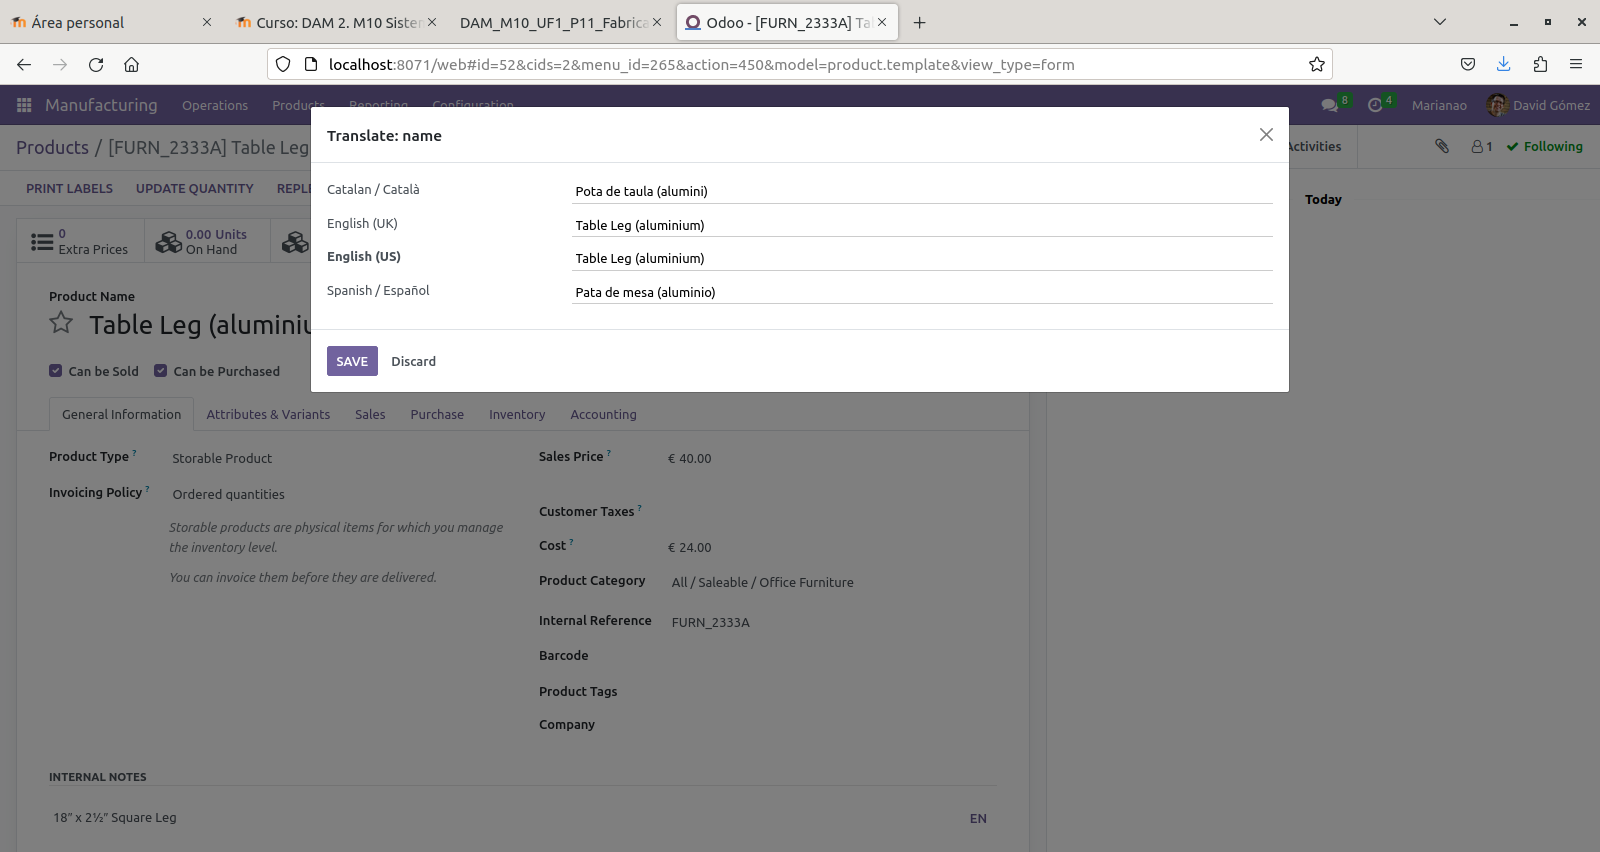 Área personal
Curso: DAM 2. M10 Sister
DAM_M10_UF1_P11_Fabrica
Odoo - [FURN_2333A] Ta
localhost:8071/web#id=52&cids=2&menu_id=265&action=450&model=product.template&view_type=form
Manufacturing Operations Products Reporting Configuration 8 4 Marianao David Gómez
Products / [FURN_2333A] Table Leg Activities 1 Following
PRINT LABELS UPDATE QUANTITY REPL
Today
0
Extra Prices
0.00 Units
On Hand
Translate: name
Catalan / Català Pota de taula (alumini)
English (UK) Table Leg (aluminium)
English (US) Table Leg (aluminium)
Spanish / Español Pata de mesa (aluminio)
SAVE Discard
Product Name
Table Leg (aluminiu
Can be Sold Can be Purchased
General Information Attributes & Variants Sales Purchase Inventory Accounting
Product Type ? Storable Product
Invoicing Policy ? Ordered quantities
Storable products are physical items for which you manage
the inventory level.
You can invoice them before they are delivered.
Sales Price ? € 40.00
Customer Taxes ?
Cost ? € 24.00
Product Category All / Saleable / Office Furniture
Internal Reference FURN_2333A
Barcode
Product Tags
Company
INTERNAL NOTES
18″ x 2½″ Square Leg EN